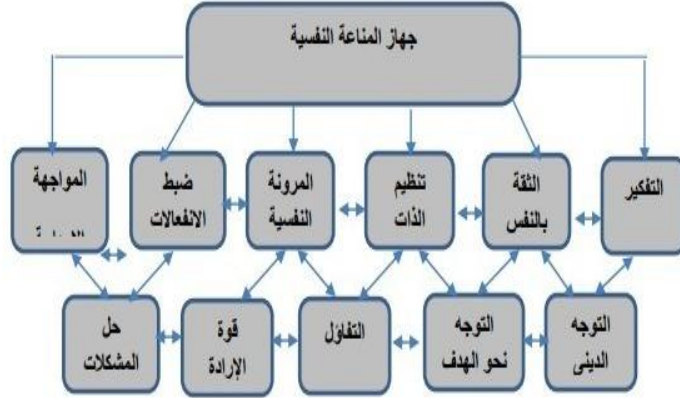 جهاز المناعة النفسية
التفكير
الثقة
بالنفس
تنظيم
الذات
المرونة
النفسية
ضبط
الانفعالات
المواجهة
التوجه
الدينى
التوجه
نحو الهدف
التفاؤل
قوة
الإرادة
حل
المشكلات